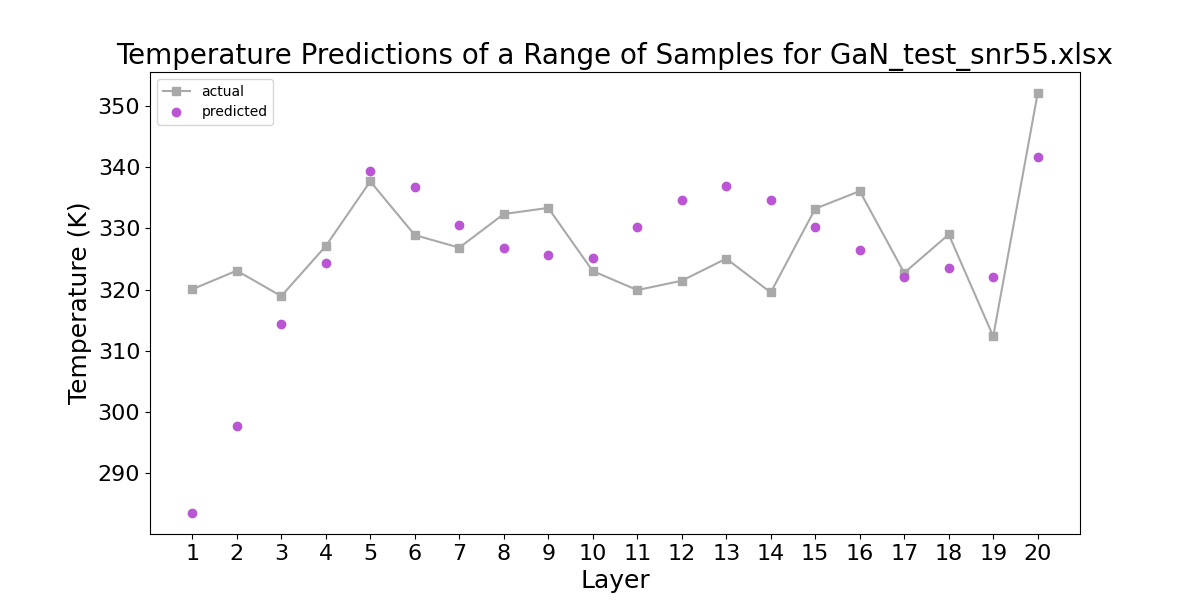 Temperature Predictions of a Range of Samples for GaN_test_snr55.xlsx
actual
predicted
Temperature (K)
350
340
330
320
310
300
290
1 2 3 4 5 6 7 8 9 10 11 12 13 14 15 16 17 18 19 20
Layer